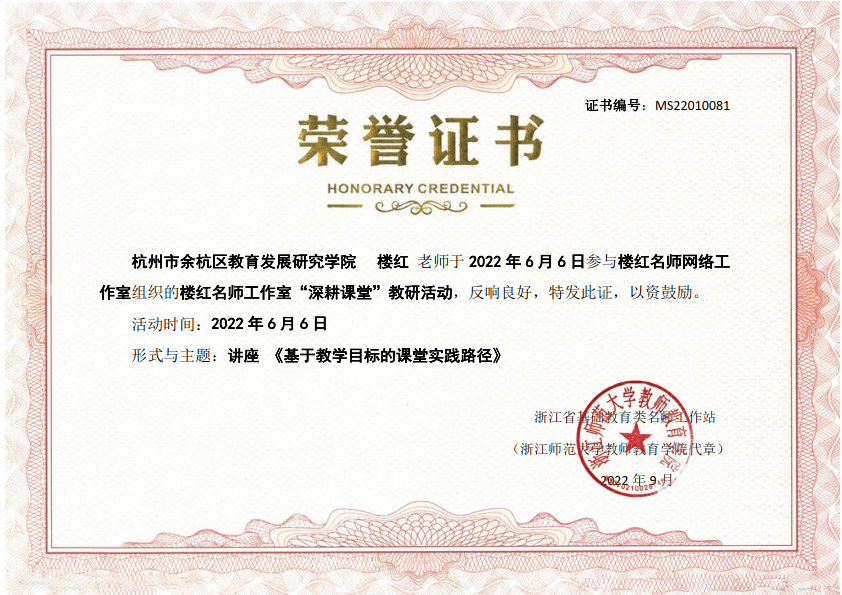 证书编号：MS22010081
荣誉证书
HONORARY CREDENTIAL
杭州市余杭区教育发展研究学院 楼红 老师于 2022 年 6 月 6 日参与楼红名师网络工
作室组织的楼红名师工作室“深耕课堂”教研活动，反响良好，特发此证，以资鼓励。
活动时间：2022 年 6 月 6 日
形式与主题：讲座 《基于教学目标的课堂实践路径》
浙江省基础教育类名师工作站
（浙江师范大学教师教育学院代章）
2022 年 9 月
浙江师范大学教师教育学院